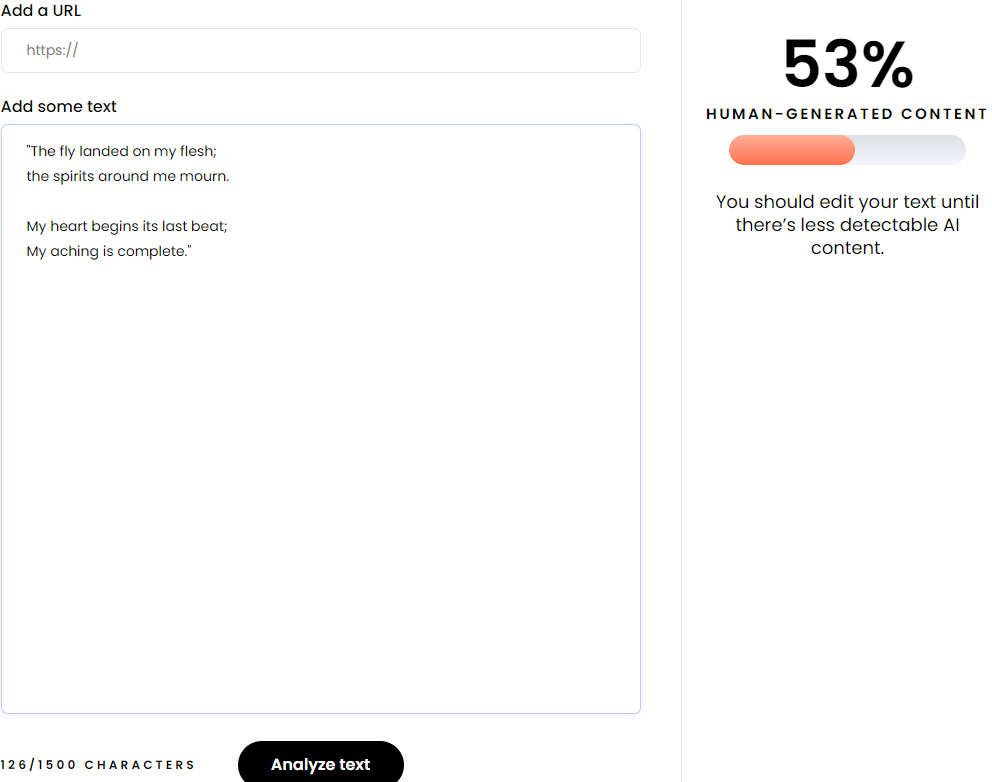 Add a URL
https://
Add some text
"The fly landed on my flesh;
the spirits around me mourn.
My heart begins its last beat;
My aching is complete."
126/1500 CHARACTERS
Analyze text
53%
HUMAN-GENERATED CONTENT
You should edit your text until
there’s less detectable AI
content.